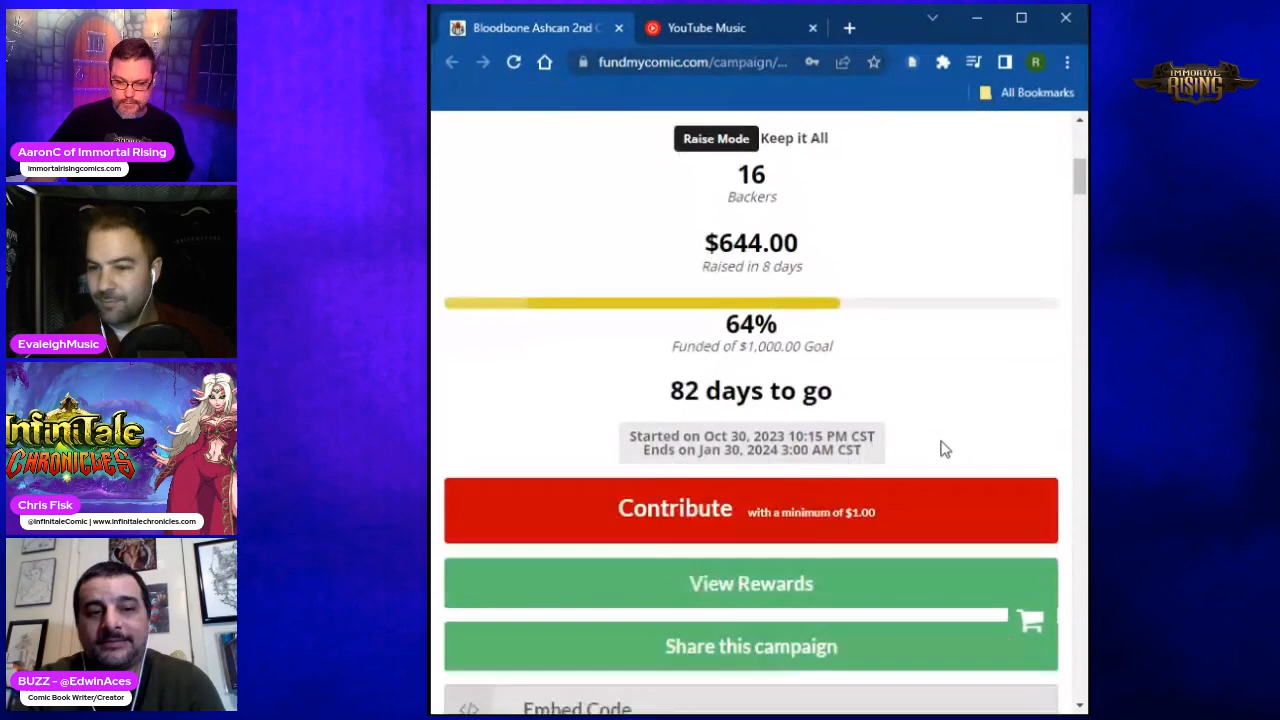 AaronC of Immortal Rising
immortalrisingcomics.com
EvaleighMusic
InfiniTale
CHRONICLES
Chris Fisk
@InfinitaleComic | www.infinitalechronicles.com
BUZZ - @EdwinAces
Comic Book Writer/Creator
Bloodbone Ashcan 2nd C
YouTube Music
fundmycomic.com/campaign/...
R
All Bookmarks
Raise Mode Keep it All
16
Backers
$644.00
Raised in 8 days
64%
Funded of $1,000.00 Goal
82 days to go
Started on Oct 30, 2023 10:15 PM CST
Ends on Jan 30, 2024 3:00 AM CST
Contribute with a minimum of $1.00
View Rewards
Share this campaign
</> Embed Code
IMMORTAL
RISING